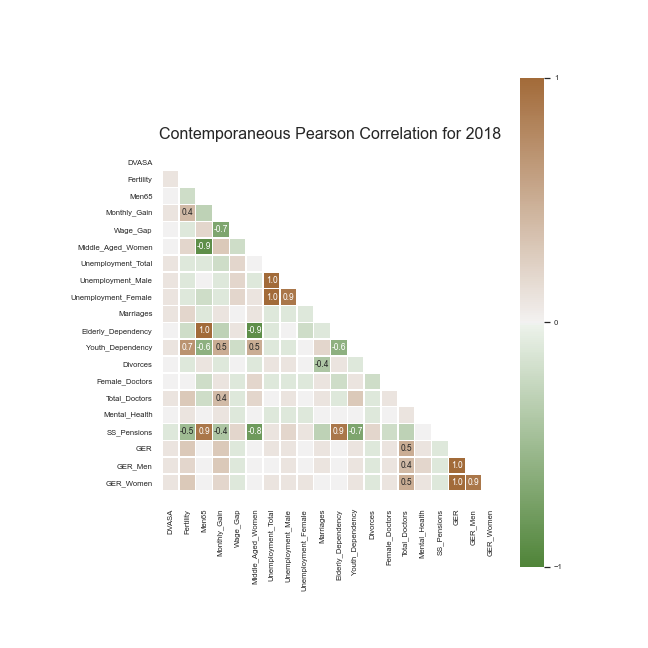 Contemporaneous Pearson Correlation for 2018
1
0
−1
DVASA
Fertility
Men65
Monthly_Gain 0.4
Wage_Gap -0.7
Middle_Aged_Women -0.9
Unemployment_Total
Unemployment_Male 1.0
Unemployment_Female 1.0 0.9
Marriages
Elderly_Dependency 1.0 -0.9
Youth_Dependency 0.7 -0.6 0.5 0.5 -0.6
Divorces -0.4
Female_Doctors
Total_Doctors 0.4
Mental_Health
SS_Pensions -0.5 0.9 -0.4 -0.8 0.9 -0.7
GER 0.5
GER_Men 0.4 1.0
GER_Women 0.5 1.0 0.9
DVASA
Fertility
Men65
Monthly_Gain
Wage_Gap
Middle_Aged_Women
Unemployment_Total
Unemployment_Male
Unemployment_Female
Marriages
Elderly_Dependency
Youth_Dependency
Divorces
Female_Doctors
Total_Doctors
Mental_Health
SS_Pensions
GER
GER_Men
GER_Women